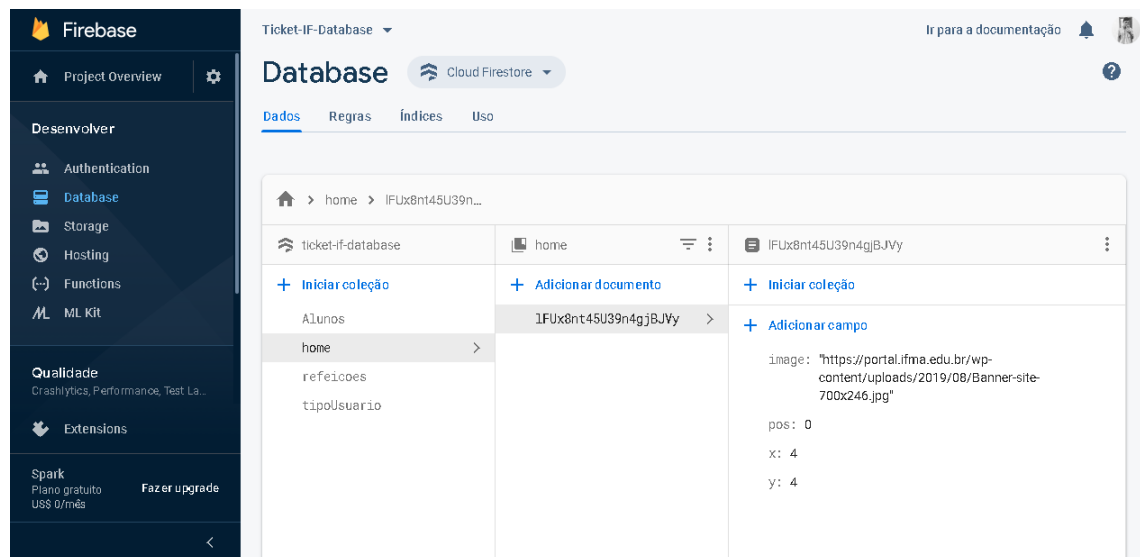 Firebase
Project Overview
Desenvolver
Authentication
Database
Storage
Hosting
Functions
ML Kit
Qualidade
Crashlytics, Performance, Test La...
Extensions
Spark
Plano gratuito
US$ 0/mês
Fazer upgrade
Ticket-IF-Database
Ir para a documentação
Database
Cloud Firestore
Dados Regras Índices Uso
home > lFUx8nt45U39n...
ticket-if-database
Iniciar coleção
Alunos
home
refeicoes
tipoUsuario
home
Adicionar documento
lFUx8nt45U39n4gjBJVy
lFUx8nt45U39n4gjBJVy
Iniciar coleção
Adicionar campo
image: "https://portal.ifma.edu.br/wp-
content/uploads/2019/08/Banner-site-
700x246.jpg"
pos: 0
x: 4
y: 4